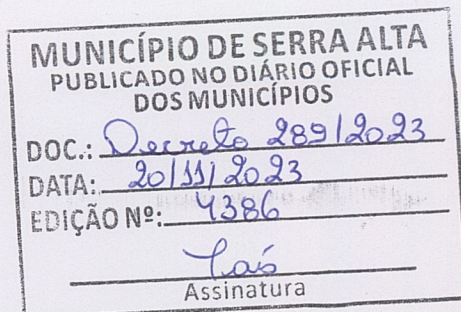 MUNICÍPIO DE SERRA ALTA
PUBLICADO NO DIÁRIO OFICIAL
DOS MUNICÍPIOS
DOC.: Decreto 289/2023
DATA: 20/11/2023
EDIÇÃO Nº: 4386
Laís
Assinatura